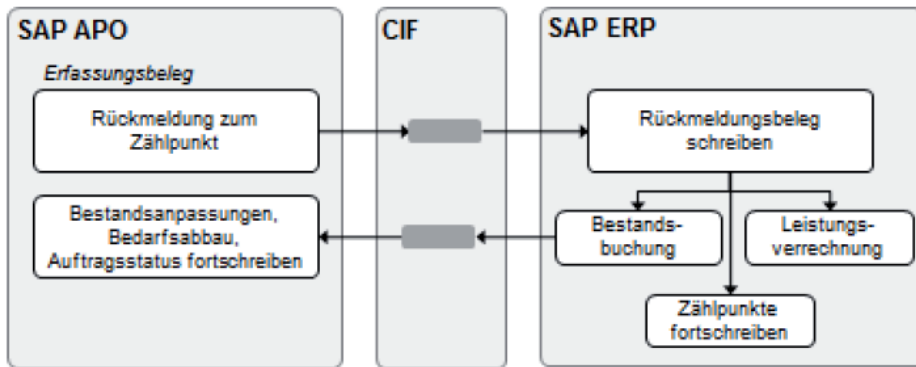 SAP APO
Erfassungsbeleg
Rückmeldung zum
Zählpunkt
Bestandsanpassungen,
Bedarfsabbau,
Auftragsstatus fortschreiben
CIF
SAP ERP
Rückmeldungsbeleg
schreiben
Bestands-
buchung
Leistungs-
verrechnung
Zählpunkte
fortschreiben